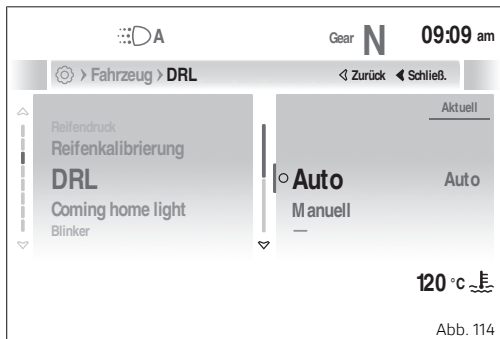 A Gear N 09:09 am
Fahrzeug DRL Zurück Schließ.
Aktuell
Reifendruck
Reifenkalibrierung
DRL
Coming home light
Blinker
Auto Auto
Manuell
—
120 °C
Abb. 114